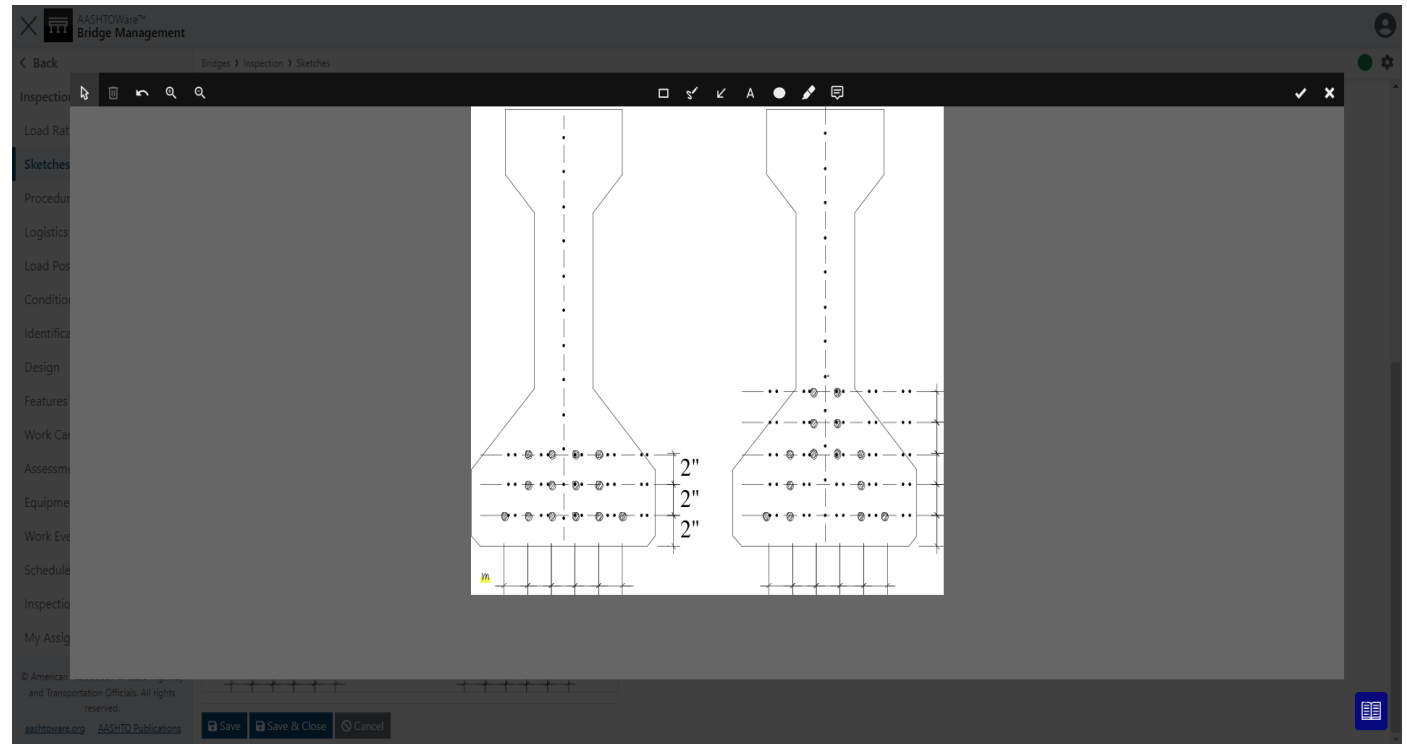 AASHTOWare™
Bridge Management
Back
Bridges › Inspection › Sketches
Load Rat
Sketches
Procedur
Logistics
Load Pos
Condition
Identifica
Design
Features
Work Ca
Assessm
Equipme
Work Eve
Schedule
Inspectio
My Assig
2"
2"
2"
m
© American
and Transportation Officials. All rights
reserved.
aashtoware.org AASHTO Publications
Save Save & Close Cancel